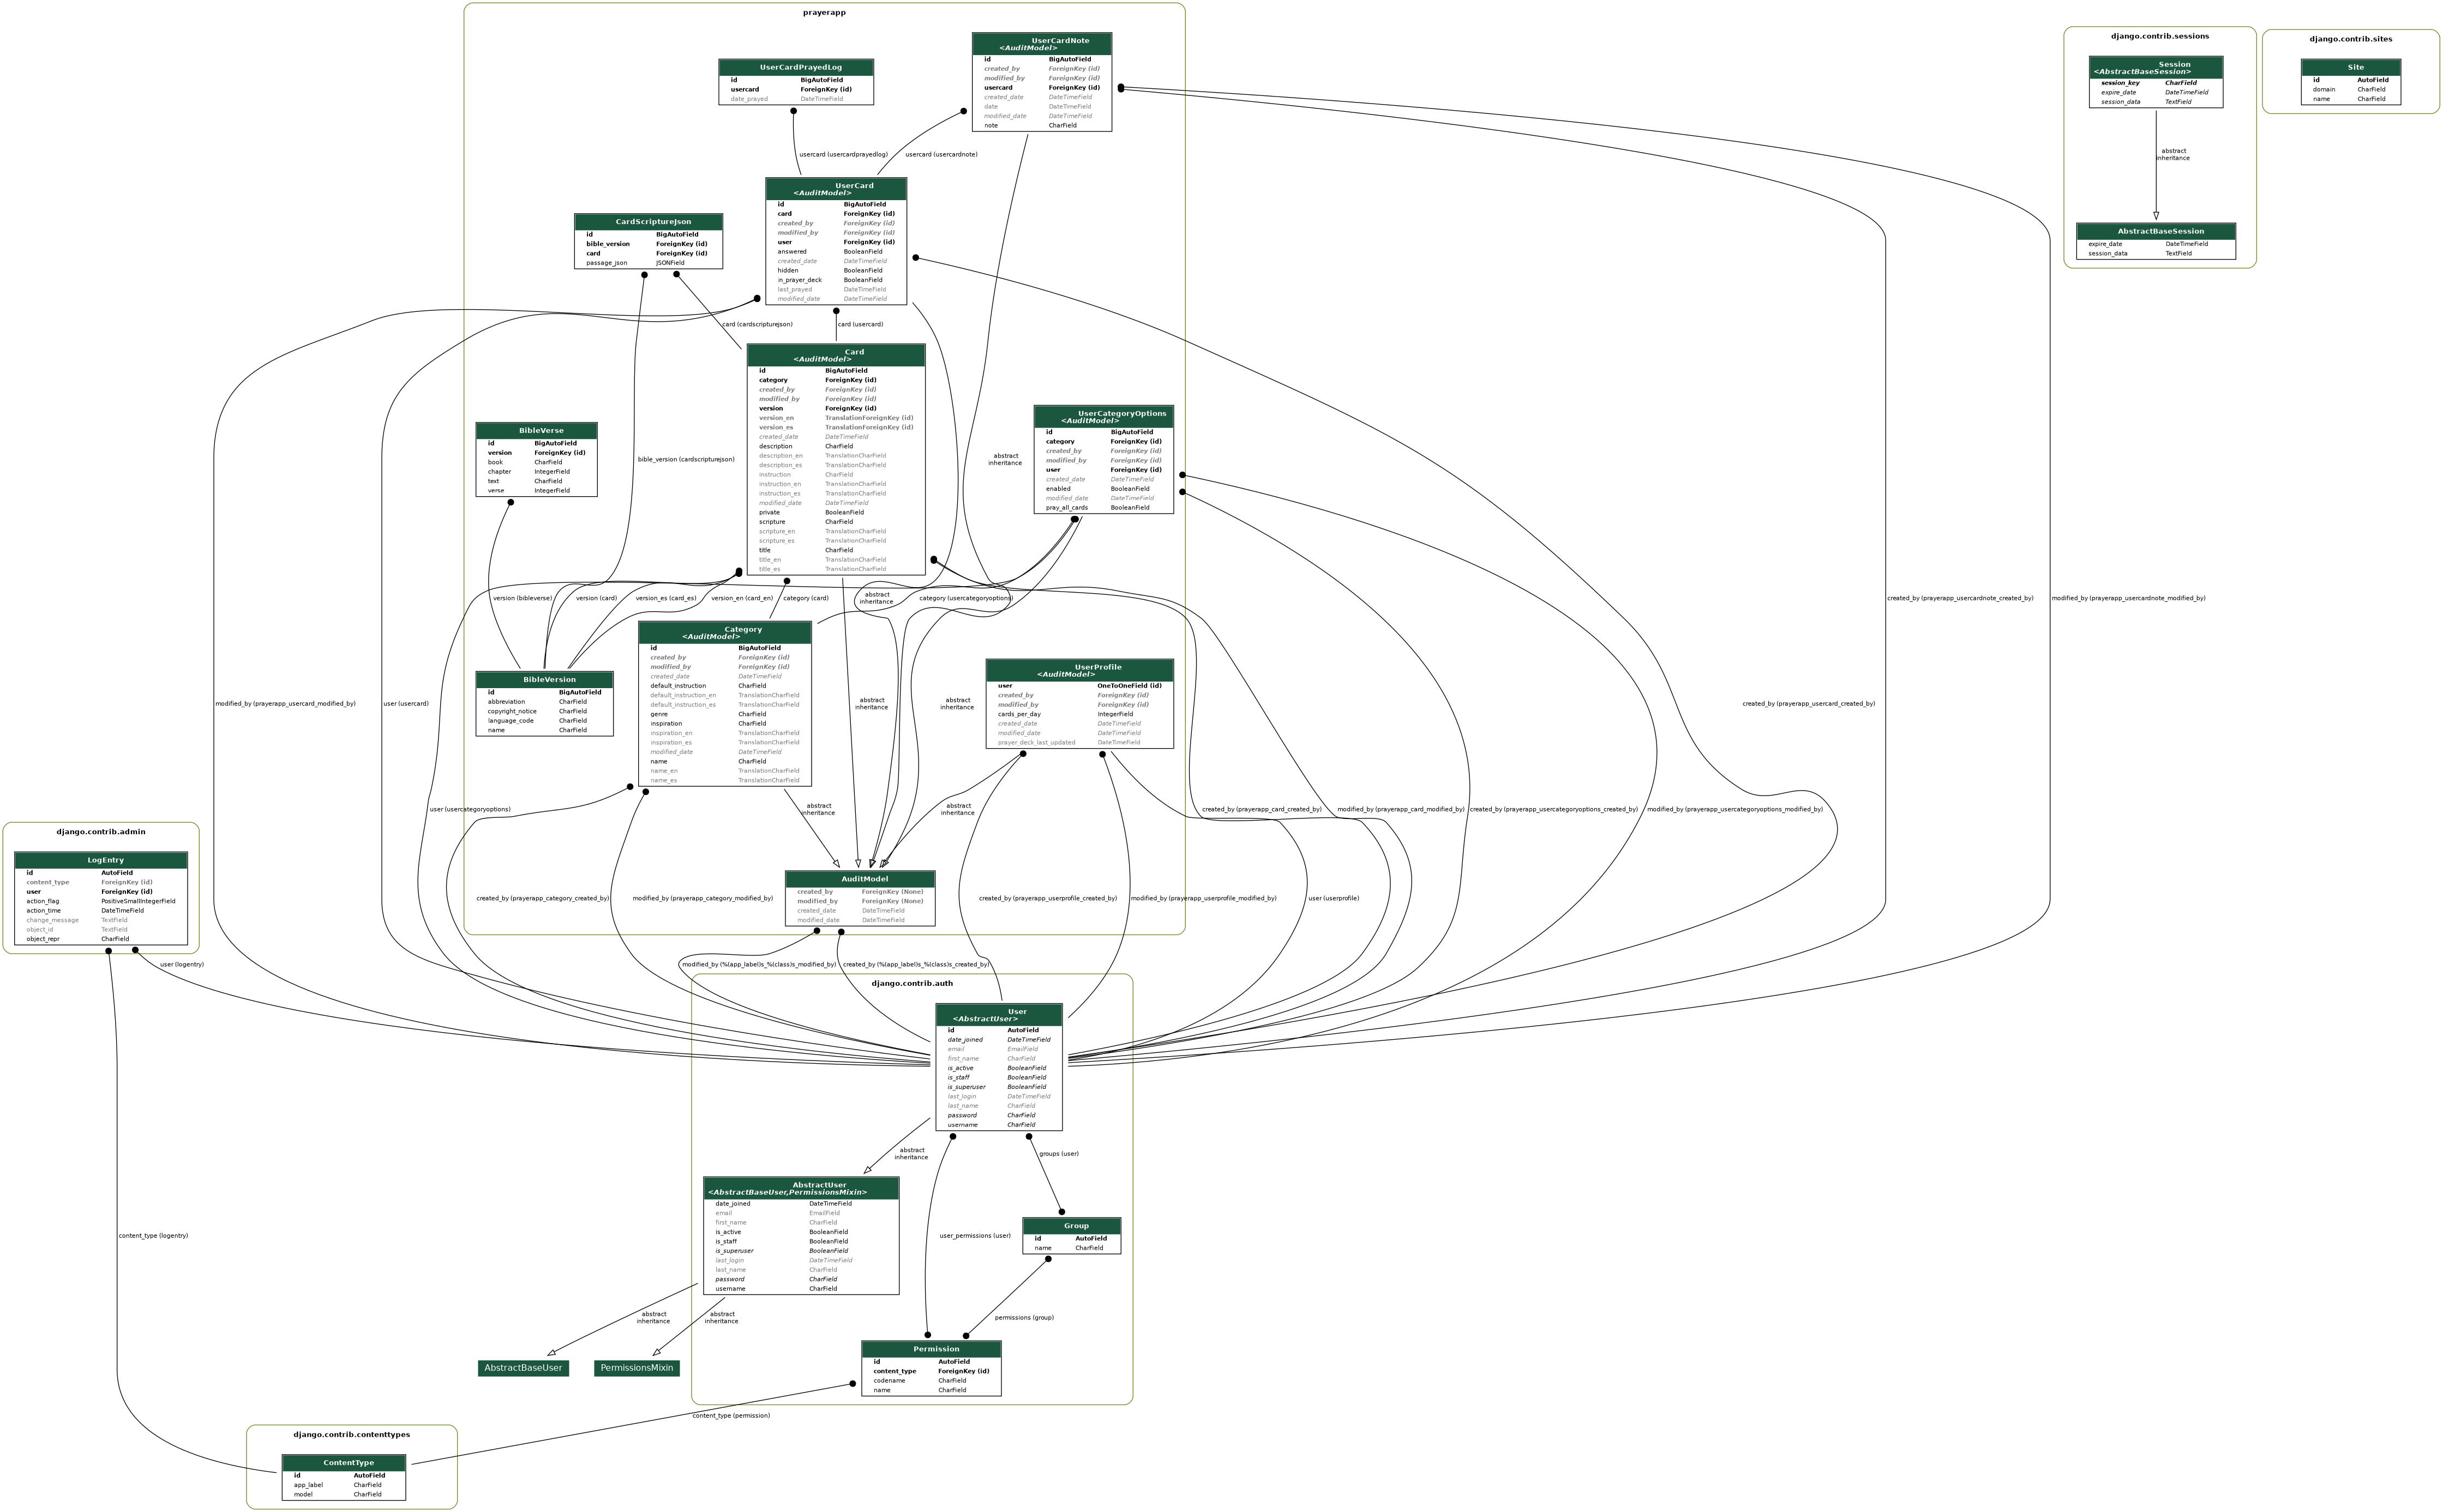 prayerapp
UserCardPrayedLog
id BigAutoField
usercard ForeignKey (id)
date_prayed DateTimeField
UserCardNote
<AuditModel>
id BigAutoField
created_by ForeignKey (id)
modified_by ForeignKey (id)
usercard ForeignKey (id)
created_date DateTimeField
date DateTimeField
modified_date DateTimeField
note CharField
django.contrib.sessions
Session
<AbstractBaseSession>
session_key CharField
expire_date DateTimeField
session_data TextField
abstract
inheritance
AbstractBaseSession
expire_date DateTimeField
session_data TextField
django.contrib.sites
Site
id AutoField
domain CharField
name CharField
usercard (usercardprayedlog)
usercard (usercardnote)
UserCard
<AuditModel>
id BigAutoField
card ForeignKey (id)
created_by ForeignKey (id)
modified_by ForeignKey (id)
user ForeignKey (id)
answered BooleanField
created_date DateTimeField
hidden BooleanField
in_prayer_deck BooleanField
last_prayed DateTimeField
modified_date DateTimeField
CardScriptureJson
id BigAutoField
bible_version ForeignKey (id)
card ForeignKey (id)
passage_json JSONField
card (cardscripturejson)
card (usercard)
Card
<AuditModel>
id BigAutoField
category ForeignKey (id)
created_by ForeignKey (id)
modified_by ForeignKey (id)
version ForeignKey (id)
version_en TranslationForeignKey (id)
version_es TranslationForeignKey (id)
created_date DateTimeField
description CharField
description_en TranslationCharField
description_es TranslationCharField
instruction CharField
instruction_en TranslationCharField
instruction_es TranslationCharField
modified_date DateTimeField
private BooleanField
scripture CharField
scripture_en TranslationCharField
scripture_es TranslationCharField
title CharField
title_en TranslationCharField
title_es TranslationCharField
BibleVerse
id BigAutoField
version ForeignKey (id)
book CharField
chapter IntegerField
text CharField
verse IntegerField
bible_version (cardscripturejson)
abstract
inheritance
UserCategoryOptions
<AuditModel>
id BigAutoField
category ForeignKey (id)
created_by ForeignKey (id)
modified_by ForeignKey (id)
user ForeignKey (id)
created_date DateTimeField
enabled BooleanField
modified_date DateTimeField
pray_all_cards BooleanField
version (bibleverse)
version (card)
version_es (card_es)
version_en (card_en)
category (card)
abstract
inheritance
category (usercategoryoptions)
created_by (prayerapp_usercardnote_created_by)
modified_by (prayerapp_usercardnote_modified_by)
BibleVersion
id BigAutoField
abbreviation CharField
copyright_notice CharField
language_code CharField
name CharField
Category
<AuditModel>
id BigAutoField
created_by ForeignKey (id)
modified_by ForeignKey (id)
created_date DateTimeField
default_instruction CharField
default_instruction_en TranslationCharField
default_instruction_es TranslationCharField
genre CharField
inspiration CharField
inspiration_en TranslationCharField
inspiration_es TranslationCharField
modified_date DateTimeField
name CharField
name_en TranslationCharField
name_es TranslationCharField
UserProfile
<AuditModel>
user OneToOneField (id)
created_by ForeignKey (id)
modified_by ForeignKey (id)
cards_per_day IntegerField
created_date DateTimeField
modified_date DateTimeField
prayer_deck_last_updated DateTimeField
modified_by (prayerapp_usercard_modified_by)
user (usercard)
abstract
inheritance
abstract
inheritance
created_by (prayerapp_usercard_created_by)
user (usercategoryoptions)
abstract
inheritance
abstract
inheritance
created_by (prayerapp_card_created_by)
modified_by (prayerapp_card_modified_by)
created_by (prayerapp_usercategoryoptions_created_by)
modified_by (prayerapp_usercategoryoptions_modified_by)
django.contrib.admin
LogEntry
id AutoField
content_type ForeignKey (id)
user ForeignKey (id)
action_flag PositiveSmallIntegerField
action_time DateTimeField
change_message TextField
object_id TextField
object_repr CharField
created_by (prayerapp_category_created_by)
modified_by (prayerapp_category_modified_by)
AuditModel
created_by ForeignKey (None)
modified_by ForeignKey (None)
created_date DateTimeField
modified_date DateTimeField
created_by (prayerapp_userprofile_created_by)
modified_by (prayerapp_userprofile_modified_by)
user (userprofile)
user (logentry)
modified_by (%(app_label)s_%(class)s_modified_by)
created_by (%(app_label)s_%(class)s_created_by)
django.contrib.auth
User
<AbstractUser>
id AutoField
date_joined DateTimeField
email EmailField
first_name CharField
is_active BooleanField
is_staff BooleanField
is_superuser BooleanField
last_login DateTimeField
last_name CharField
password CharField
username CharField
abstract
inheritance
groups (user)
AbstractUser
<AbstractBaseUser,PermissionsMixin>
date_joined DateTimeField
email EmailField
first_name CharField
is_active BooleanField
is_staff BooleanField
is_superuser BooleanField
last_login DateTimeField
last_name CharField
password CharField
username CharField
Group
id AutoField
name CharField
content_type (logentry)
user_permissions (user)
abstract
inheritance
abstract
inheritance
permissions (group)
AbstractBaseUser
PermissionsMixin
Permission
id AutoField
content_type ForeignKey (id)
codename CharField
name CharField
content_type (permission)
django.contrib.contenttypes
ContentType
id AutoField
app_label CharField
model CharField